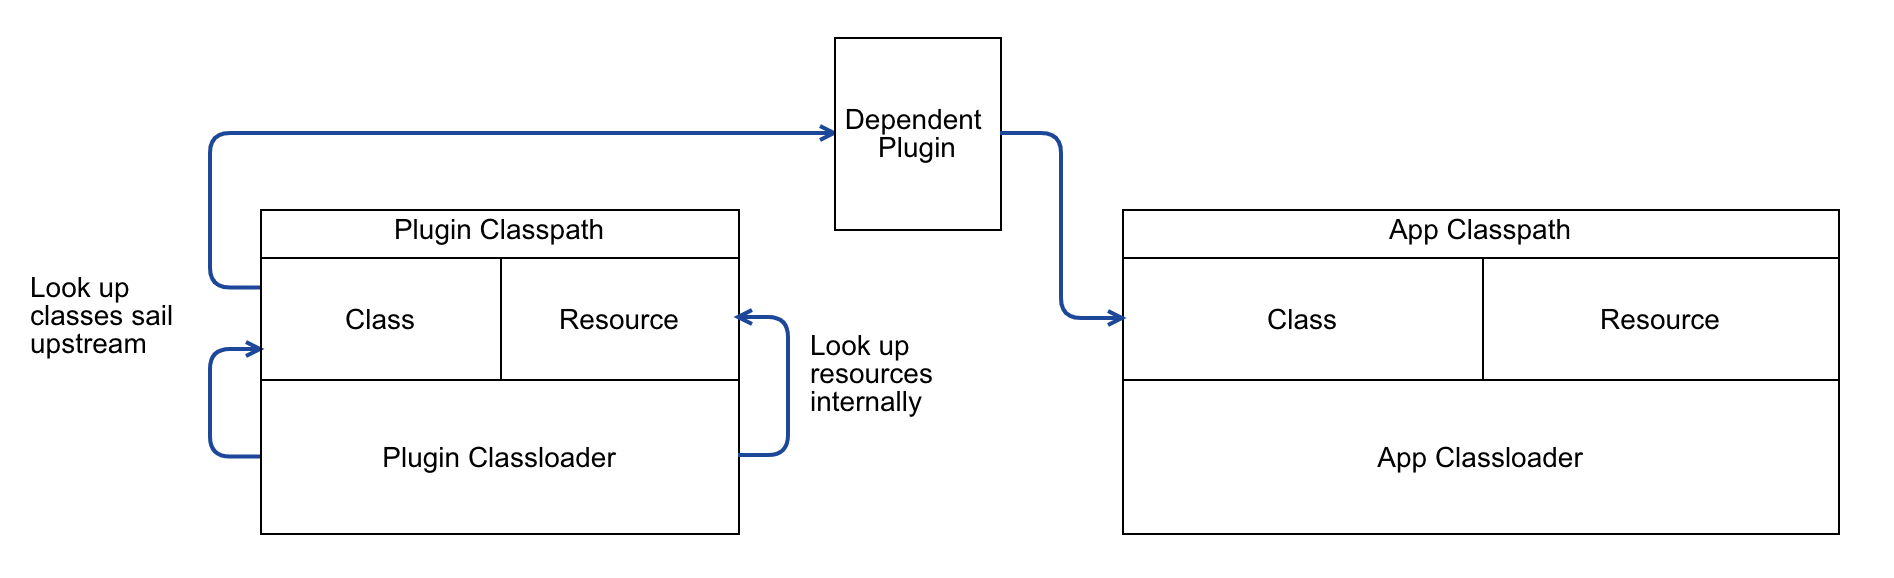 Dependent
Plugin
Plugin Classpath
App Classpath
Look up
classes sail
upstream
Class
Resource
Look up
resources
internally
Class
Resource
Plugin Classloader
App Classloader